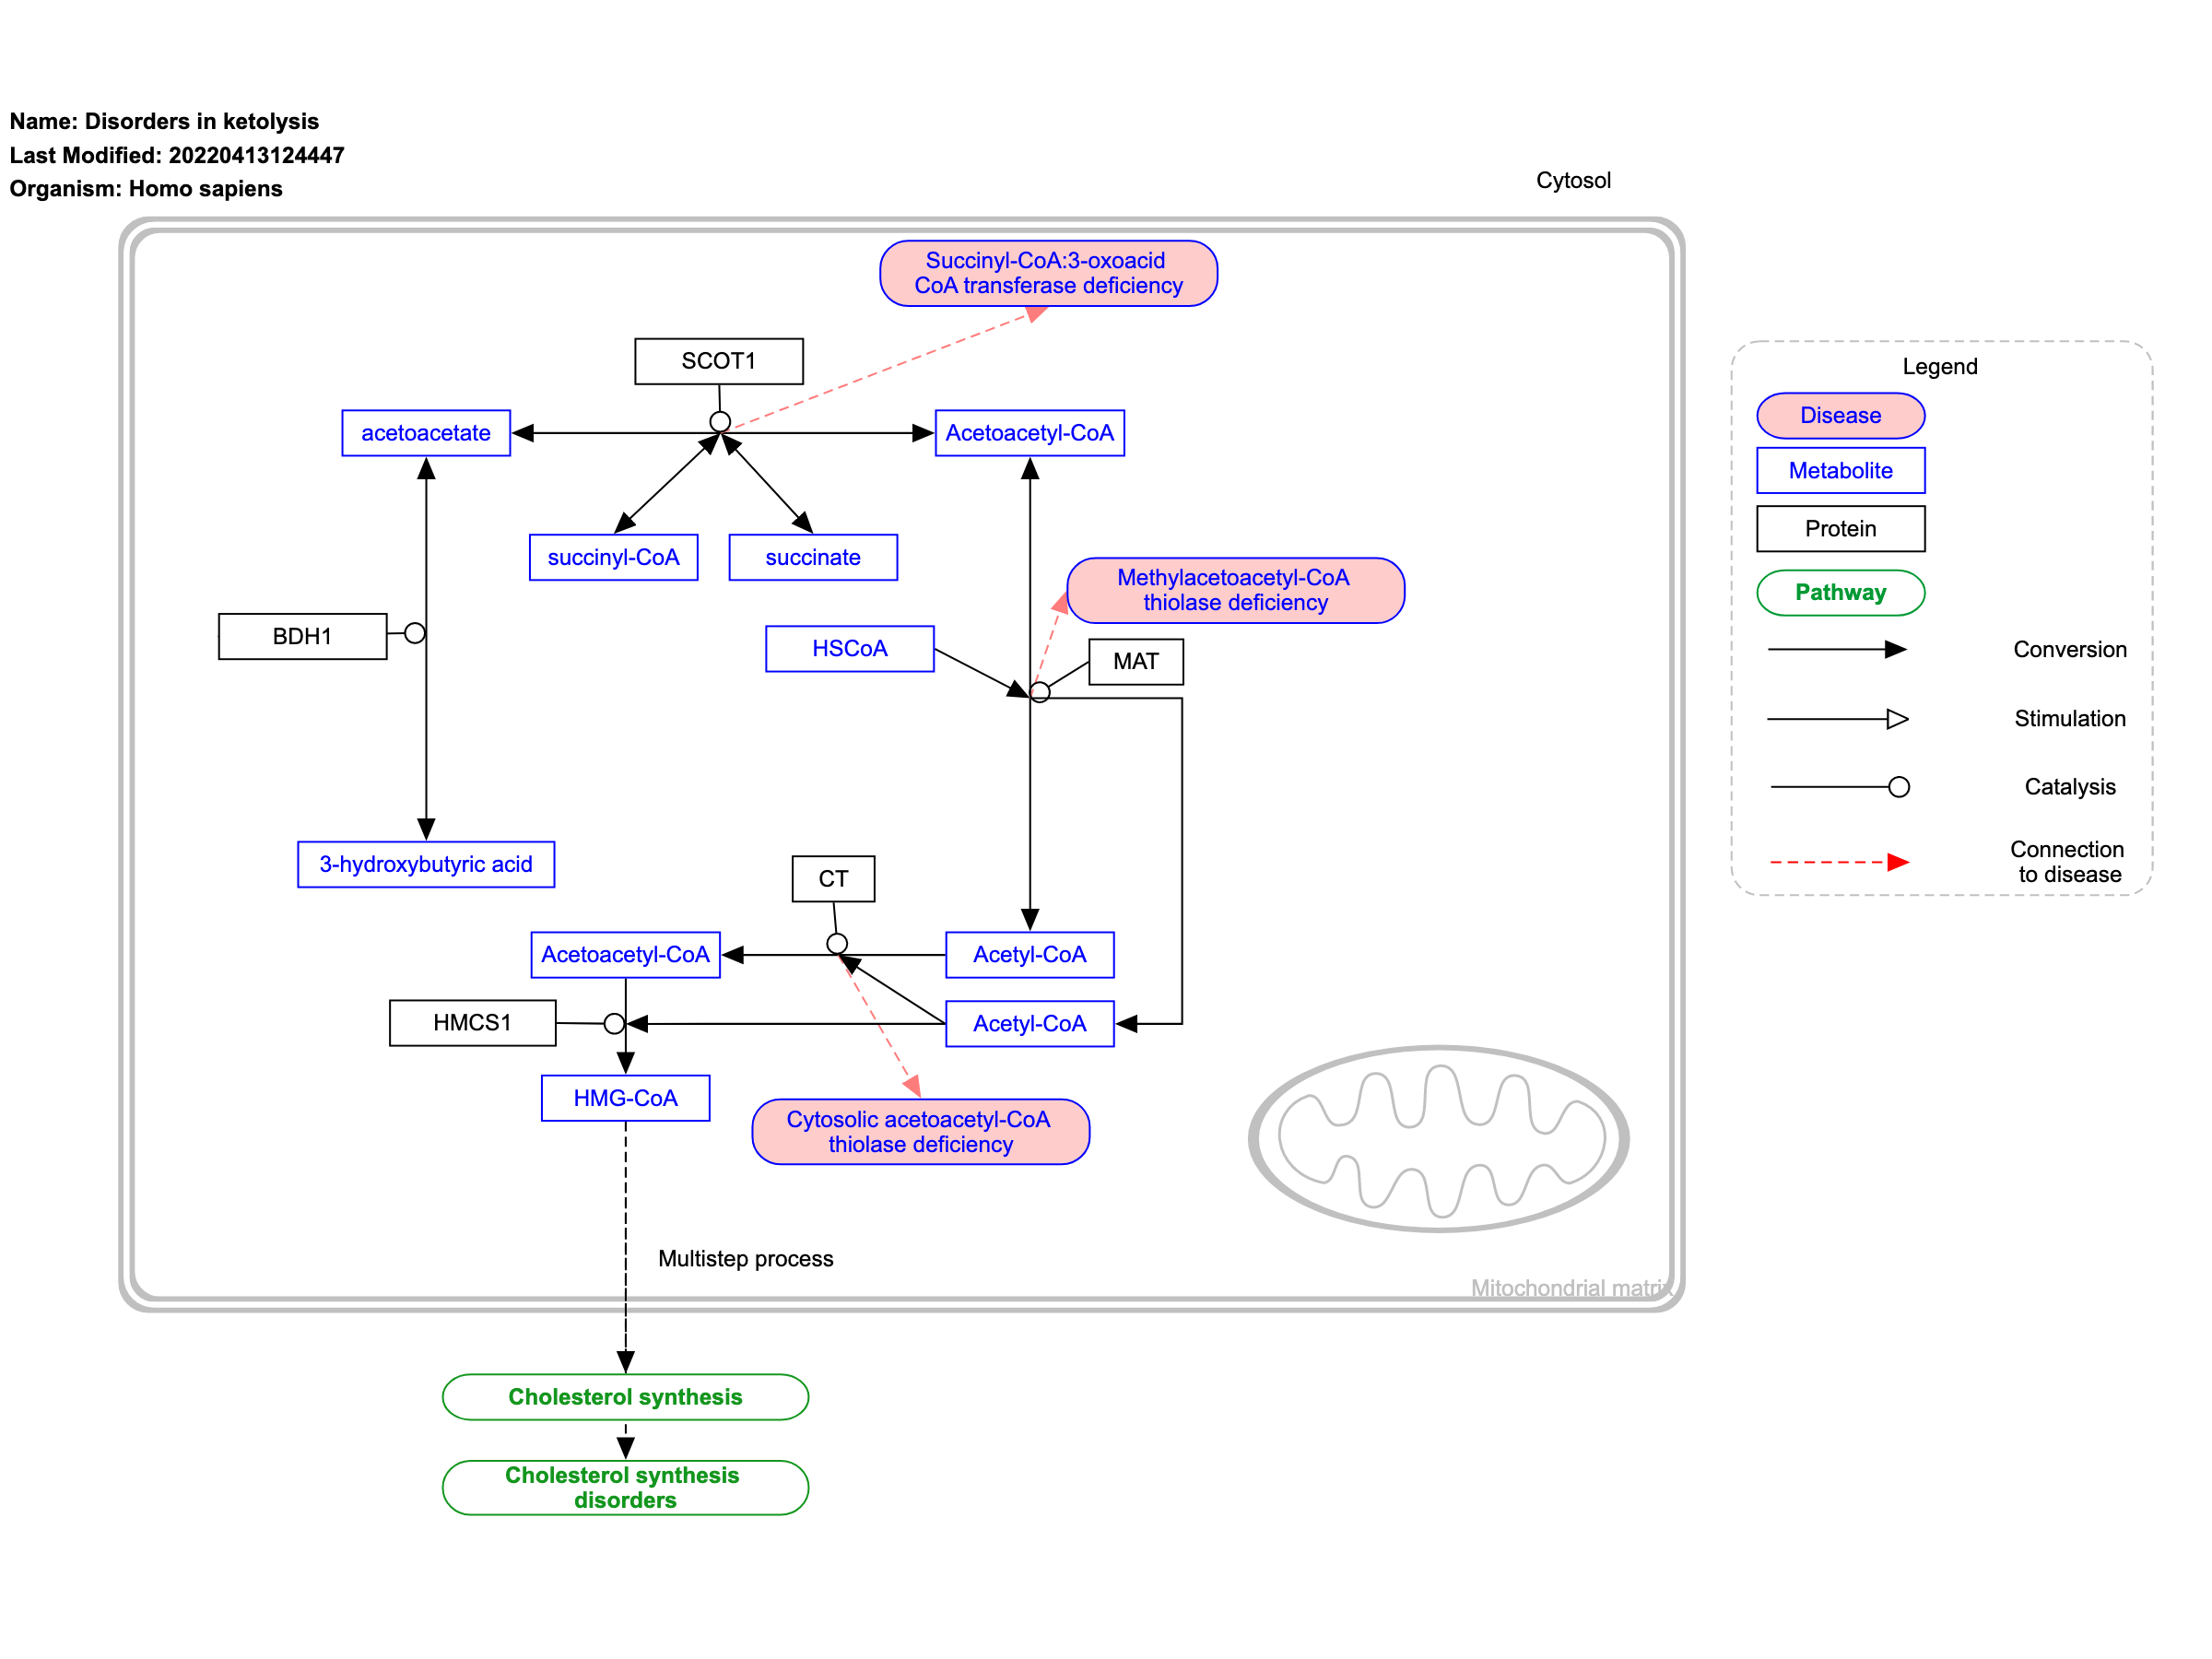 Name: Disorders in ketolysis
Last Modified: 20220413124447
Organism: Homo sapiens
Cytosol
Succinyl-CoA:3-oxoacid
CoA transferase deficiency
SCOT1
acetoacetate
Acetoacetyl-CoA
succinyl-CoA
succinate
Methylacetoacetyl-CoA
thiolase deficiency
BDH1
HSCoA
MAT
3-hydroxybutyric acid
CT
Acetoacetyl-CoA
Acetyl-CoA
HMCS1
Acetyl-CoA
HMG-CoA
Cytosolic acetoacetyl-CoA
thiolase deficiency
Multistep process
Mitochondrial matrix
Cholesterol synthesis
Cholesterol synthesis
disorders
Legend
Disease
Metabolite
Protein
Pathway
Conversion
Stimulation
Catalysis
Connection
to disease